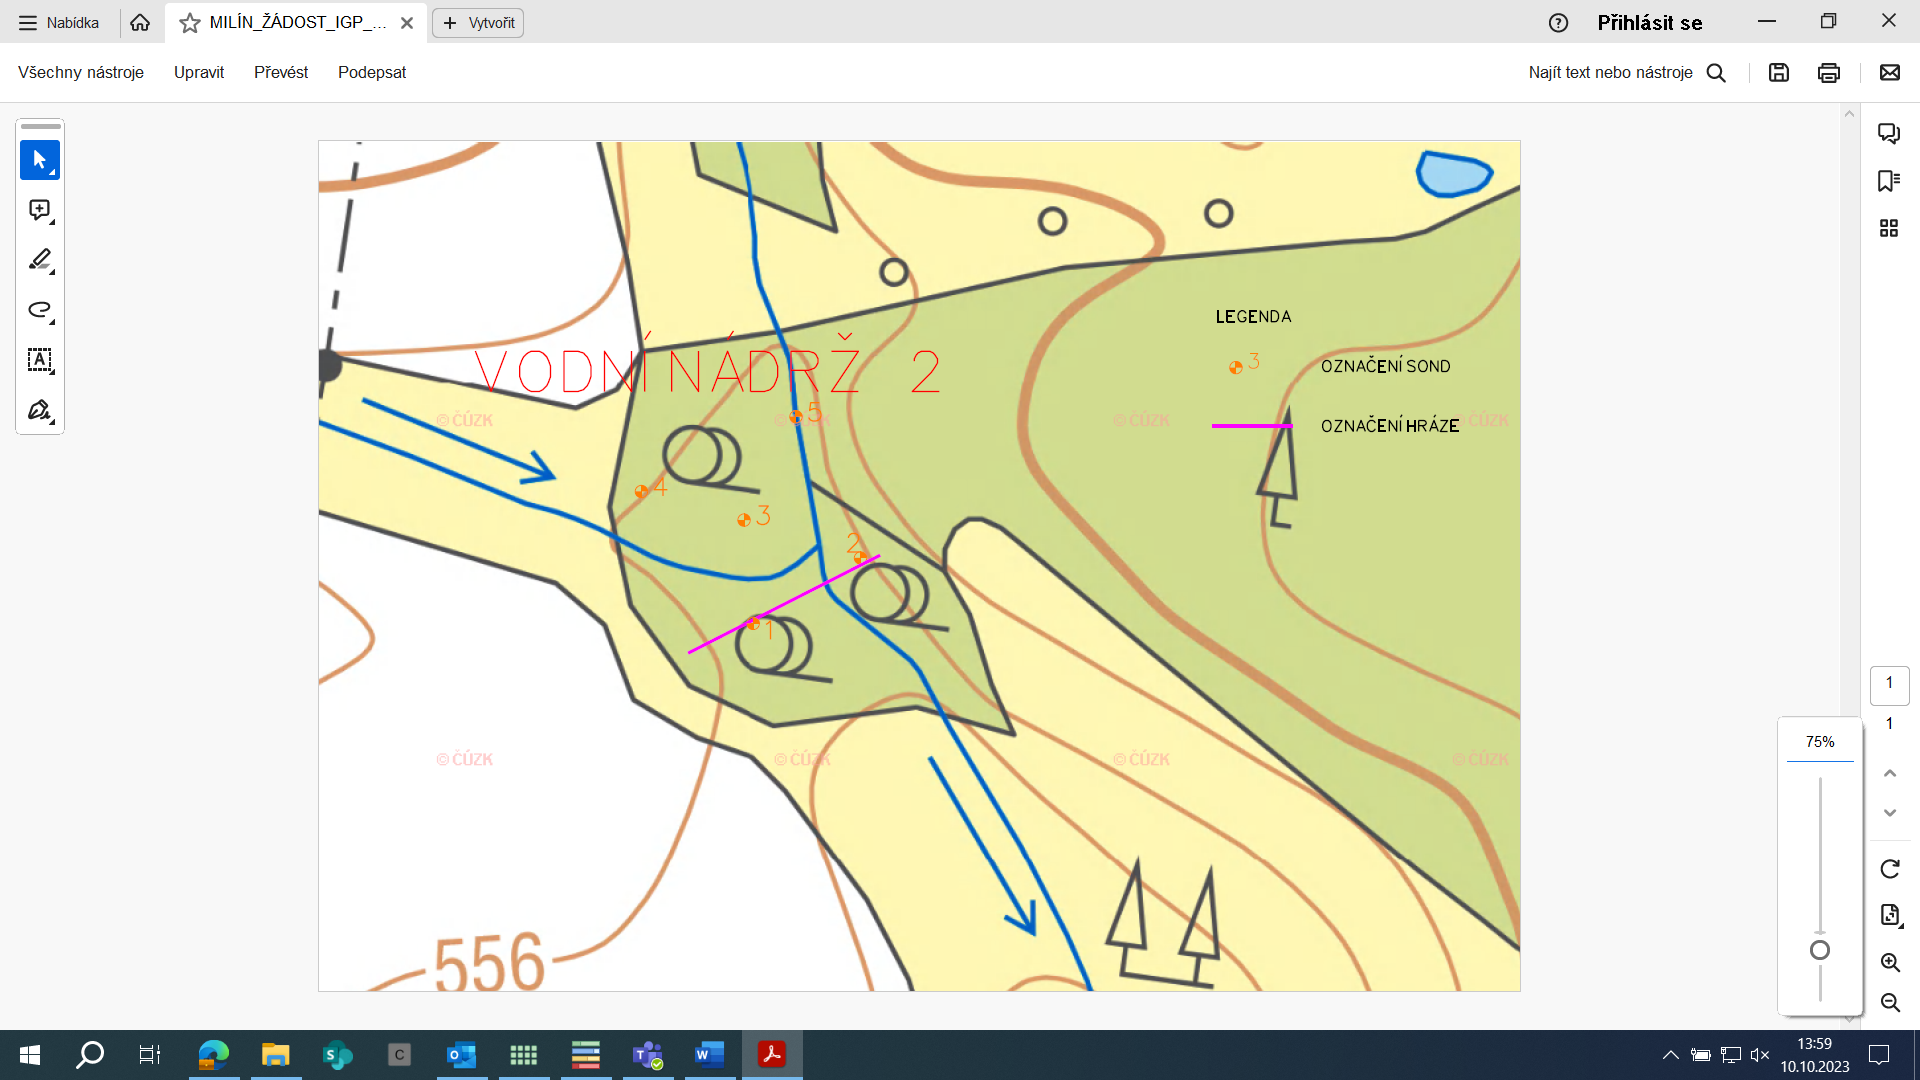 Nabídka
MILÍN_ŽÁDOST_IGP_...
Vytvořit
Přihlásit se
Všechny nástroje
Upravit
Převést
Podepsat
Najít text nebo nástroje
LEGENDA
VODNÍ NÁDRŽ 2
3
OZNAČENÍ SOND
© ČÚZK
5
© ČÚZK
© ČÚZK
OZNAČENÍ HRÁZE
© ČÚZK
4
3
2
1
1
1
75%
© ČÚZK
© ČÚZK
© ČÚZK
© ČÚZK
556
13:59
10.10.2023